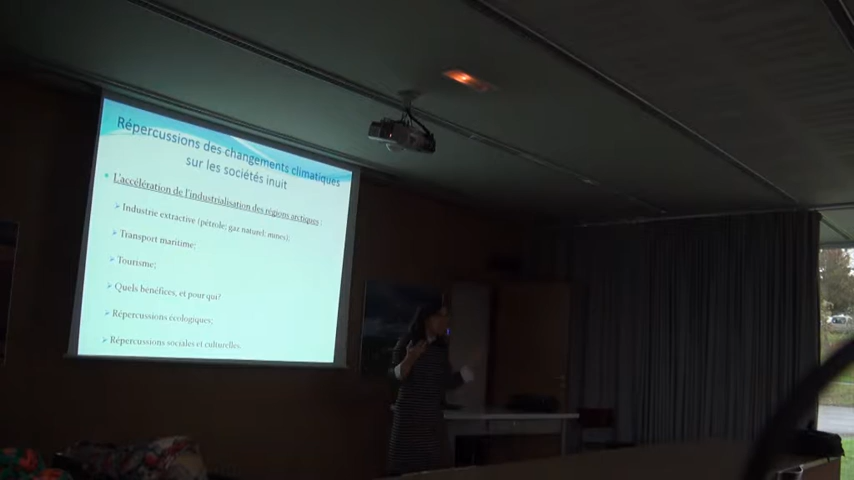 Répercussions des changements climatiques
sur les sociétés inuit
L'accélération de l'industrialisation des régions arctiques :
Industrie extractive (pétrole; gaz naturel; mines);
Transport maritime;
Tourisme;
Quels bénéfices, et pour qui?
Répercussions écologiques;
Répercussions sociales et culturelles.